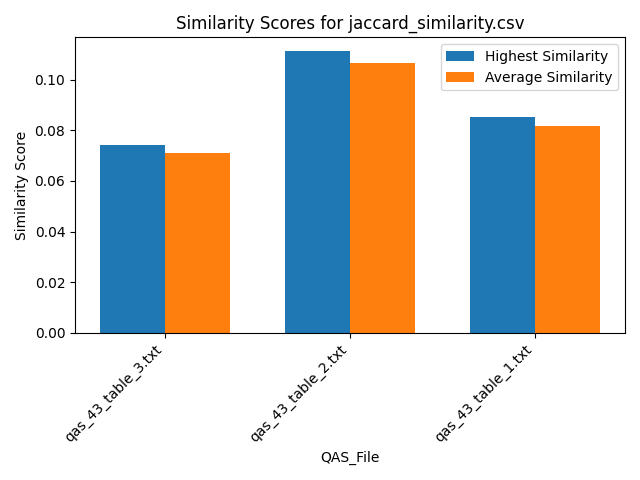 Similarity Scores for jaccard_similarity.csv
Highest Similarity
Average Similarity
Similarity Score
0.10
0.08
0.06
0.04
0.02
0.00
qas_43_table_3.txt
qas_43_table_2.txt
qas_43_table_1.txt
QAS_File